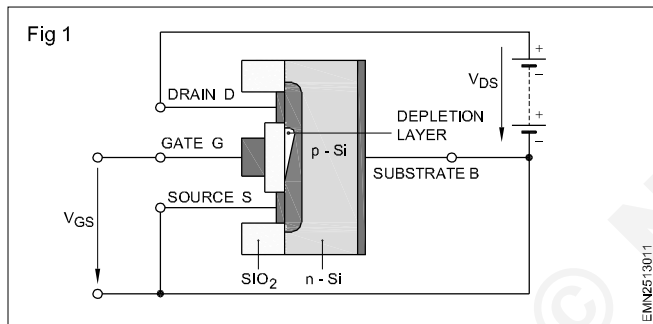 Fig 1
DRAIN D
GATE G
SOURCE S
VGS
SIO2
n - Si
p - Si
DEPLETION
LAYER
SUBSTRATE B
VDS
+
–
+
–
EMN2513011
©